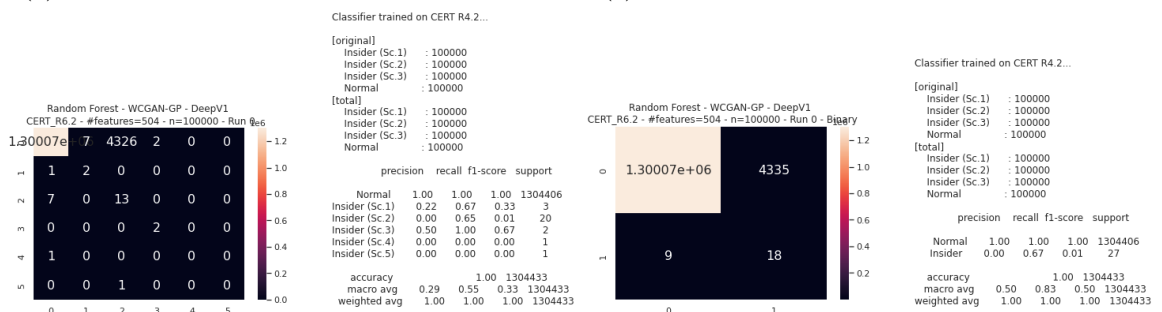 Classifier trained on CERT R4.2...
[original]
Insider (Sc.1) : 100000
Insider (Sc.2) : 100000
Insider (Sc.3) : 100000
Normal : 100000
[total]
Insider (Sc.1) : 100000
Insider (Sc.2) : 100000
Insider (Sc.3) : 100000
Normal : 100000
precision recall f1-score support
Normal 1.00 1.00 1.00 1304406
Insider (Sc.1) 0.22 0.67 0.33 3
Insider (Sc.2) 0.00 0.65 0.01 20
Insider (Sc.3) 0.50 1.00 0.67 2
Insider (Sc.4) 0.00 0.00 0.00 1
Insider (Sc.5) 0.00 0.00 0.00 1
accuracy 1.00 1304433
macro avg 0.29 0.55 0.33 1304433
weighted avg 1.00 1.00 1.00 1304433
Random Forest - WCGAN-GP - DeepV1
CERT_R6.2 - #features=504 - n=100000 - Run 0
1e6
7 4326 2 0 0
1 1 2 0 0 0 0
2 7 0 13 0 0 0
3 0 0 0 2 0 0
4 1 0 0 0 0 0
5 0 0 1 0 0 0
0 1 2 3 4 5
1.2
1.0
0.8
0.6
0.4
0.2
0.0
Random Forest - WCGAN-GP - DeepV1
CERT_R6.2 - #features=504 - n=100000 - Run 0 - Binary
1e6
0 1.30007e+06 4335
1 9 18
0 1
1.2
1.0
0.8
0.6
0.4
0.2
Classifier trained on CERT R4.2...
[original]
Insider (Sc.1) : 100000
Insider (Sc.2) : 100000
Insider (Sc.3) : 100000
Normal : 100000
[total]
Insider (Sc.1) : 100000
Insider (Sc.2) : 100000
Insider (Sc.3) : 100000
Normal : 100000
precision recall f1-score support
Normal 1.00 1.00 1.00 1304406
Insider 0.00 0.67 0.01 27
accuracy 1.00 1304433
macro avg 0.50 0.83 0.50 1304433
weighted avg 1.00 1.00 1.00 1304433